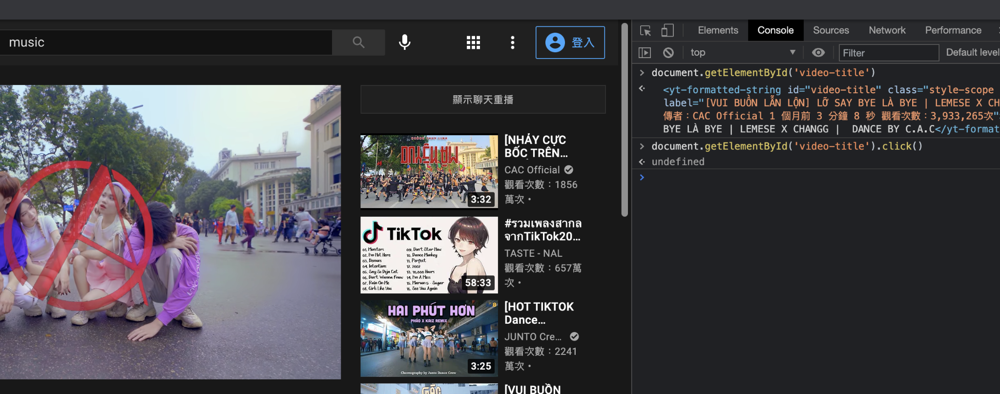 music
登入
顯示聊天重播
HOÀNG THÙY LINH
3:32
[NHẢY CỰC
BỐC TRÊN...
CAC Official
觀看次數：1856
萬次•
TikTok
01. Monsters
02. I'm Not Here
03. Demons
04. Intentions
05. Say So Doja Cat
06. Don't Wanna Know
07. Rain On Me
08. Girls Like You
09. Don't Star Now
10. Dance Monkey
11. Perfect
12. 2002
13. 10,000 Hours
14. I'm A Mess
15. Maroon 5 - Sugar
16. See You Again
58:33
#รวมเพลงสากล
จากTikTok20...
TASTE - NAL
觀看次數：657萬
次•
HAI PHÚT HƠN
PHÁO X KAIZ REMIX
8
3:25
Choreography by Junto Dance Crew
[HOT TIKTOK
Dance...
JUNTO Cre...
觀看次數：2241
萬次•
[VUI BUỒN
Elements
Console
Sources
Network
Performance
top
Filter
Default level
document.getElementById('video-title')
<yt-formatted-string id="video-title" class="style-scope
label="[VUI BUỒN LẪN LỘN] LỠ SAY BYE LÀ BYE | LEMESE X CH
傳者：CAC Official 1 個月前 3 分鐘 8 秒 觀看次數：3,933,265次"
BYE LÀ BYE | LEMESE X CHANGG |  DANCE BY C.A.C</yt-format
document.getElementById('video-title').click()
undefined